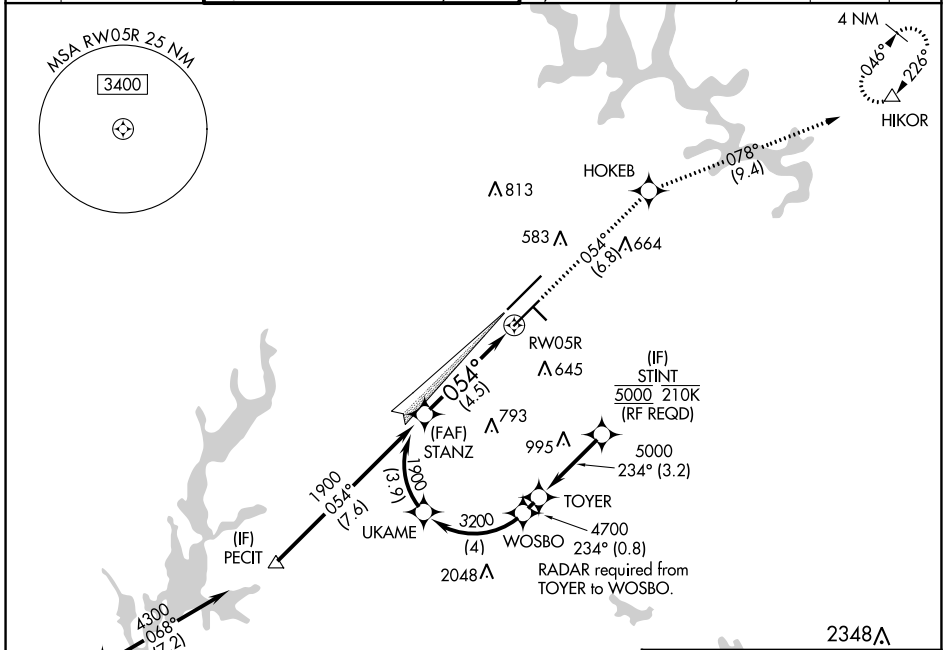 MSA RW05R 25 NM
3400
4 NM
046°
226°
HIKOR
078°
(9.4)
HOKEB
813
583
664
054°
(6.8)
RW05R
645
(IF)
STINT
5000 210K
(RF REQD)
054°
(4.5)
793
(FAF)
STANZ
995
5000
234° (3.2)
1900
(3.9)
1900
054°
(7.6)
TOYER
UKAME
3200
(4)
WOSBO
4700
234° (0.8)
(IF)
PECIT
2048
RADAR required from
TOYER to WOSBO.
4300
068°
(7.2)
2348